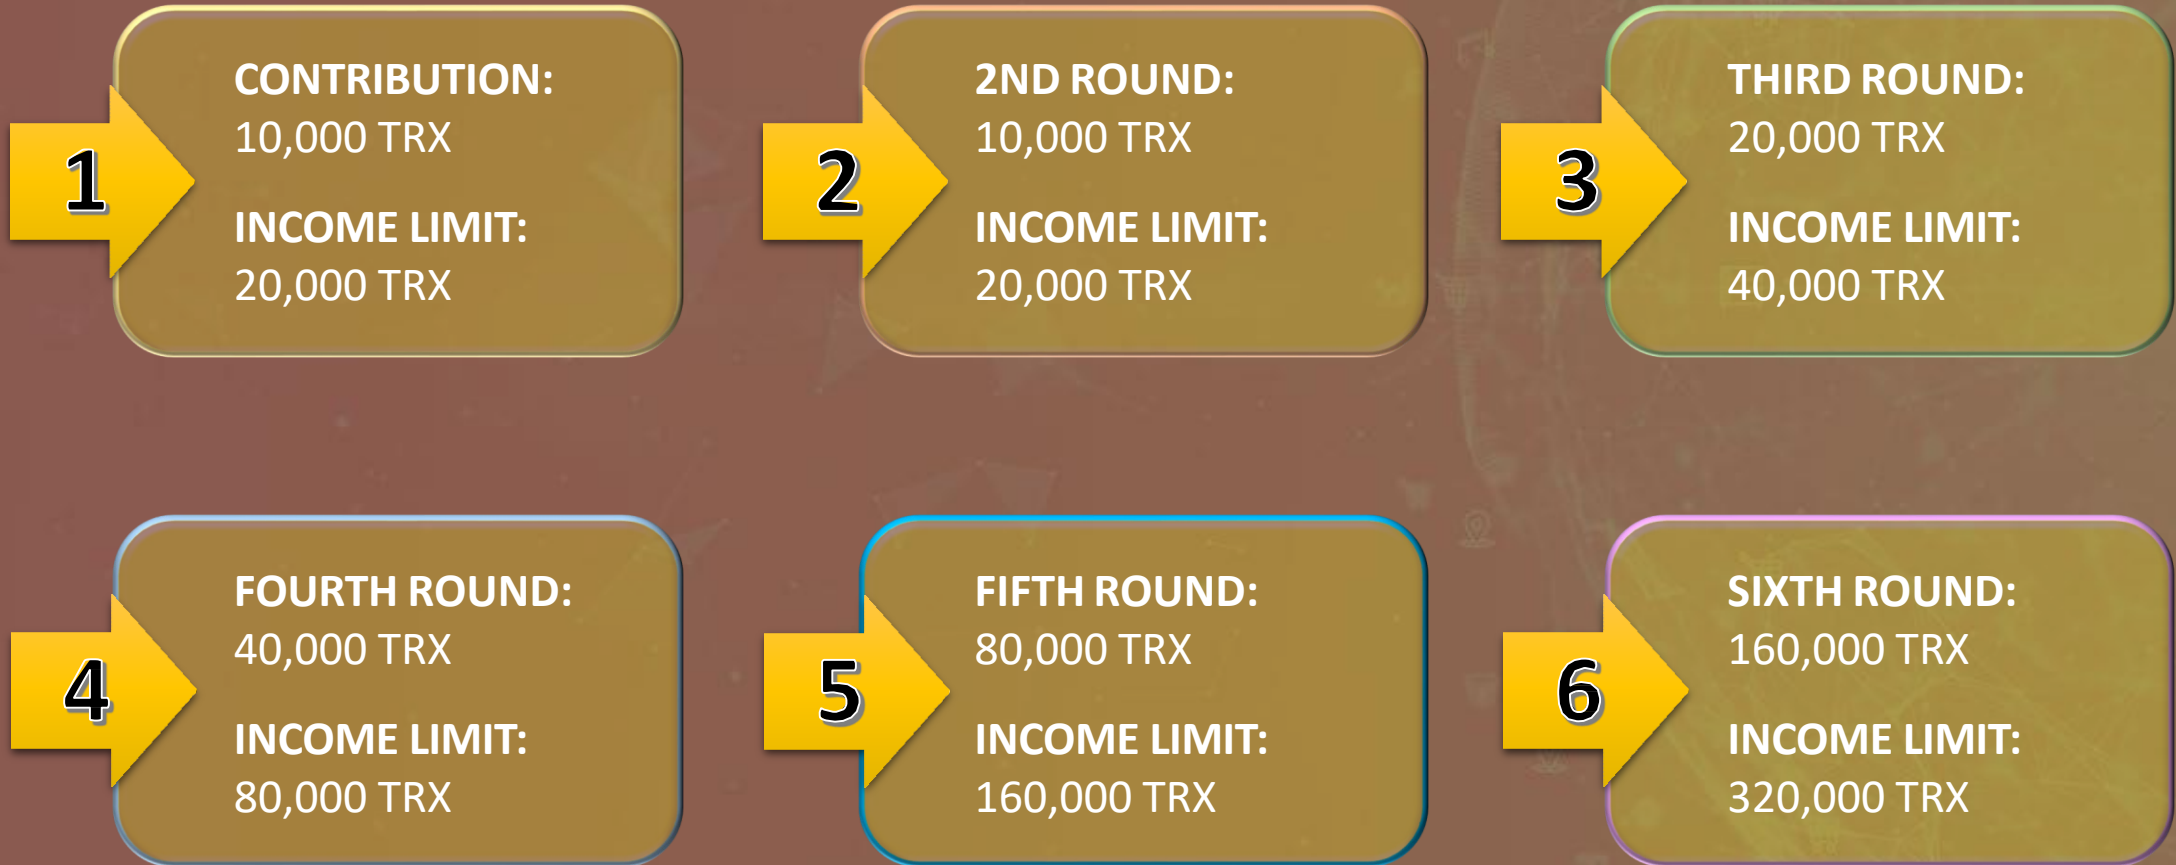 1
CONTRIBUTION:
10,000 TRX
INCOME LIMIT:
20,000 TRX
2
2ND ROUND:
10,000 TRX
INCOME LIMIT:
20,000 TRX
3
THIRD ROUND:
20,000 TRX
INCOME LIMIT:
40,000 TRX
4
FOURTH ROUND:
40,000 TRX
INCOME LIMIT:
80,000 TRX
5
FIFTH ROUND:
80,000 TRX
INCOME LIMIT:
160,000 TRX
6
SIXTH ROUND:
160,000 TRX
INCOME LIMIT:
320,000 TRX